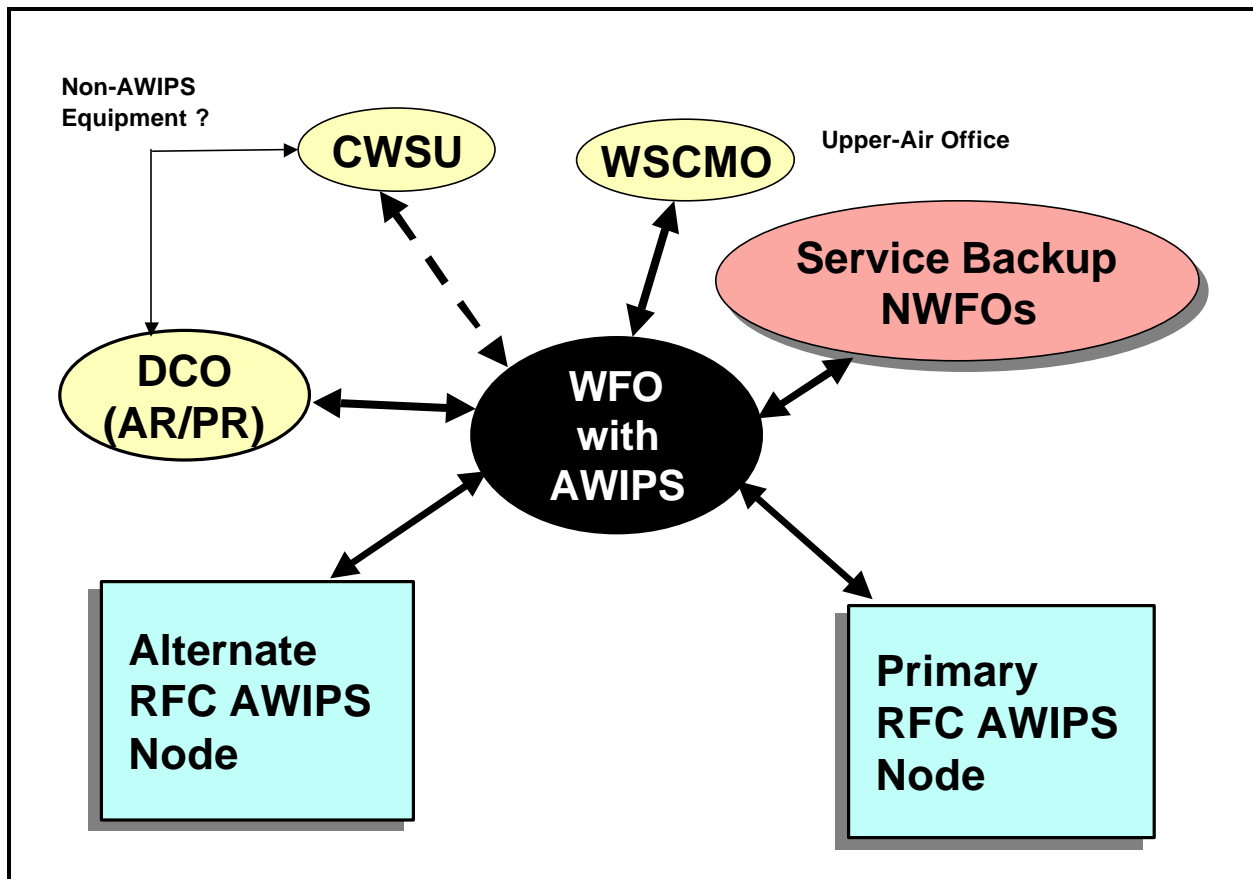 Non-AWIPS
Equipment ?
CWSU
WSCMO
Upper-Air Office
Service Backup
NWFOs
DCO
(AR/PR)
WFO
with
AWIPS
Alternate
RFC AWIPS
Node
Primary
RFC AWIPS
Node